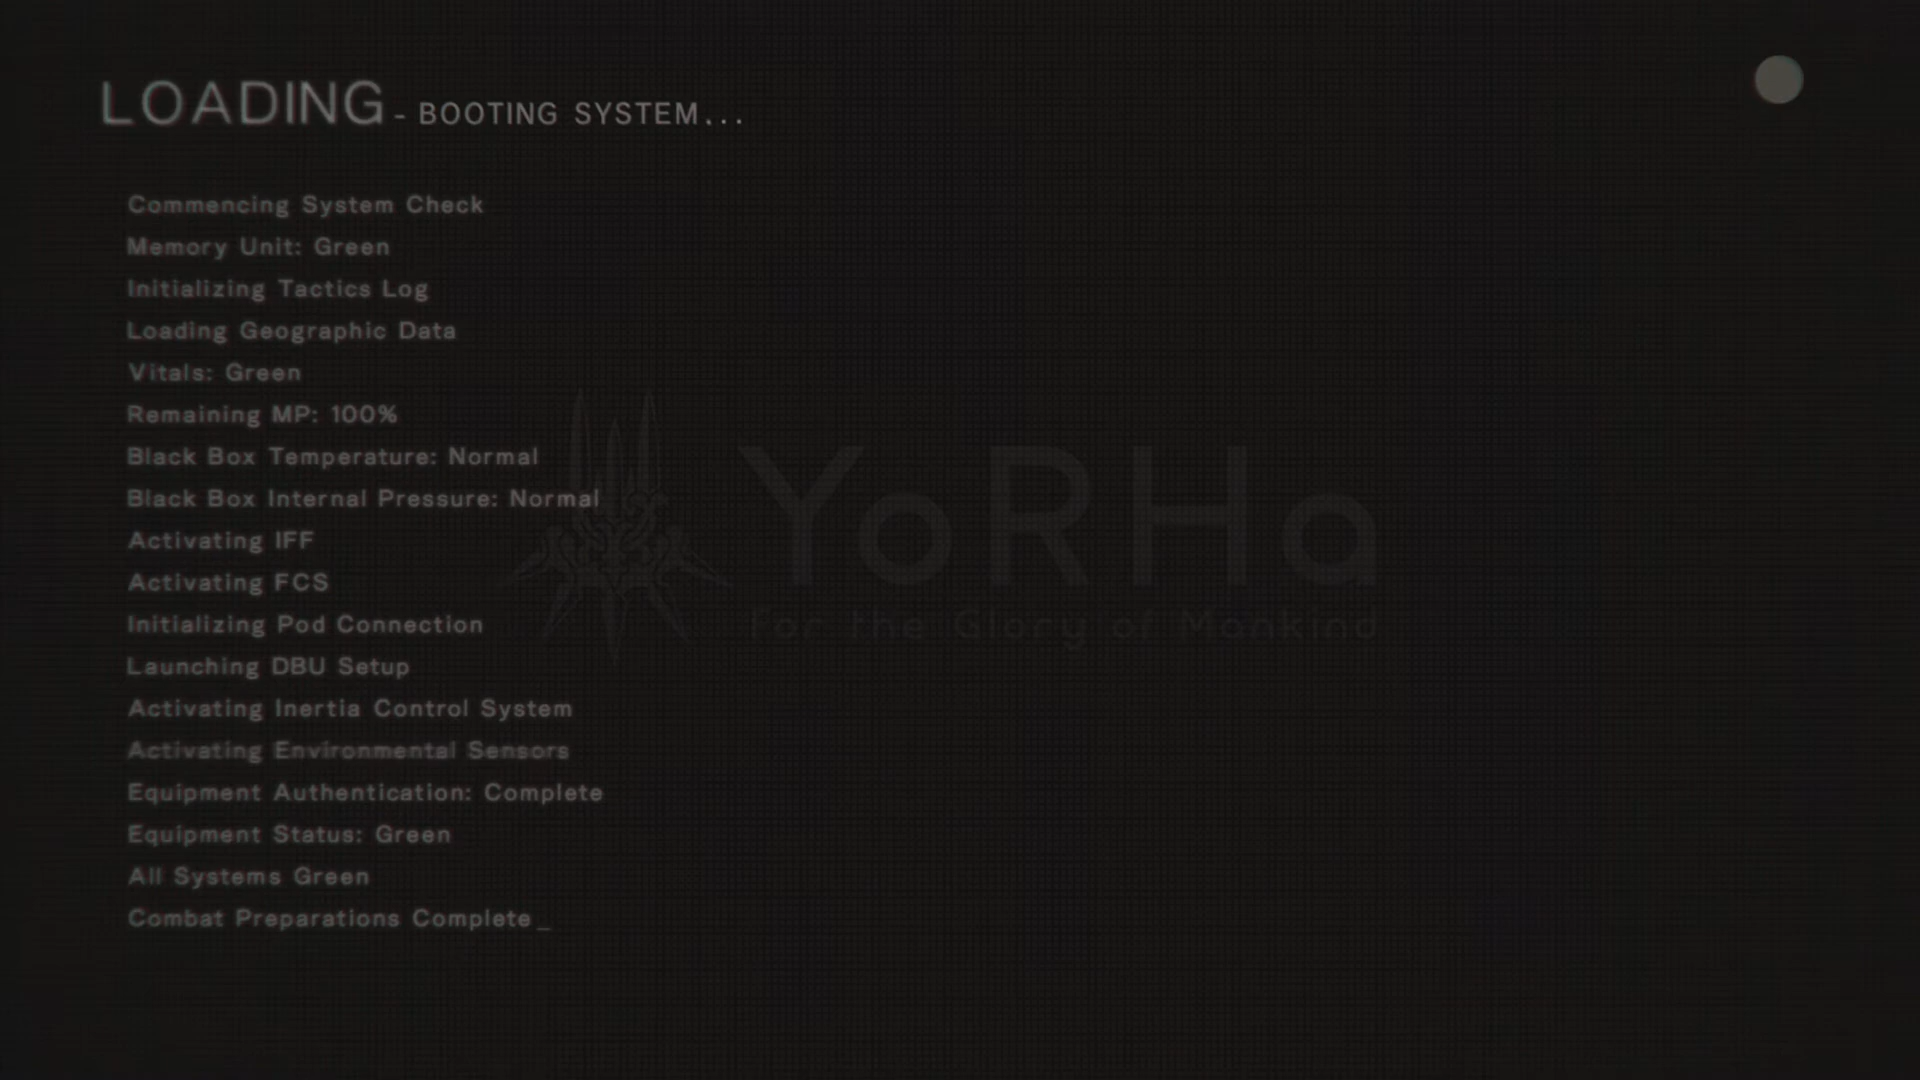 LOADING - BOOTING SYSTEM...
Commencing System Check
Memory Unit: Green
Initializing Tactics Log
Loading Geographic Data
Vitals: Green
Remaining MP: 100%
Black Box Temperature: Normal
Black Box Internal Pressure: Normal
Activating IFF
Activating FCS
Initializing Pod Connection
Launching DBU Setup
Activating Inertia Control System
Activating Environmental Sensors
Equipment Authentication: Complete
Equipment Status: Green
All Systems Green
Combat Preparations Complete_
YoRHa
For the Glory of Mankind